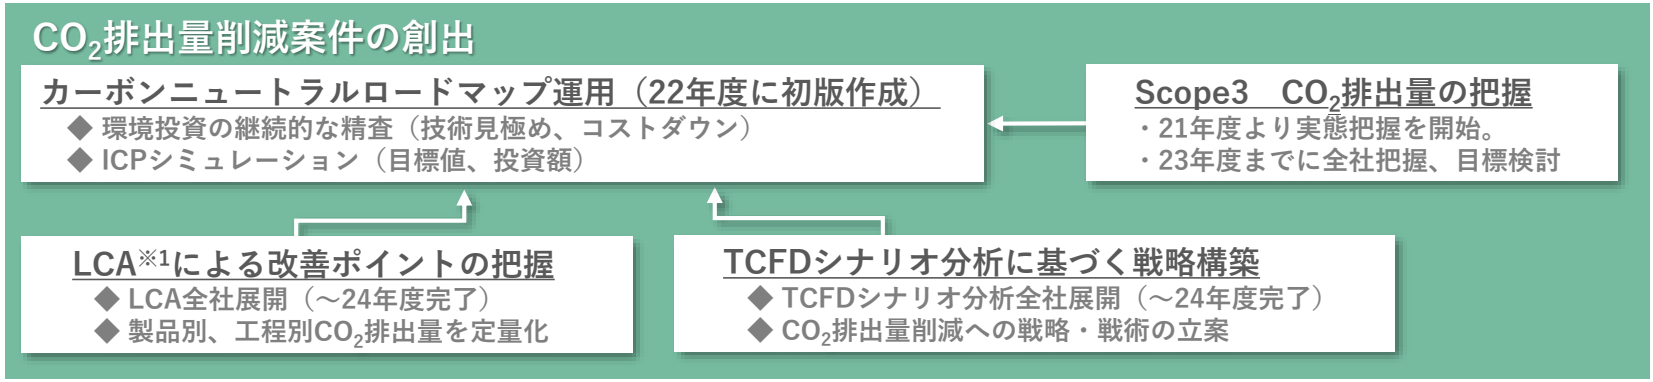 CO₂排出量削減案件の創出
カーボンニュートラルロードマップ運用（22年度に初版作成）
◆ 環境投資の継続的な精査（技術見極め、コストダウン）
◆ ICPシミュレーション（目標値、投資額）
Scope3　CO₂排出量の把握
・21年度より実態把握を開始。
・23年度までに全社把握、目標検討
LCA※1による改善ポイントの把握
◆ LCA全社展開（～24年度完了）
◆ 製品別、工程別CO₂排出量を定量化
TCFDシナリオ分析に基づく戦略構築
◆ TCFDシナリオ分析全社展開（～24年度完了）
◆ CO₂排出量削減への戦略・戦術の立案